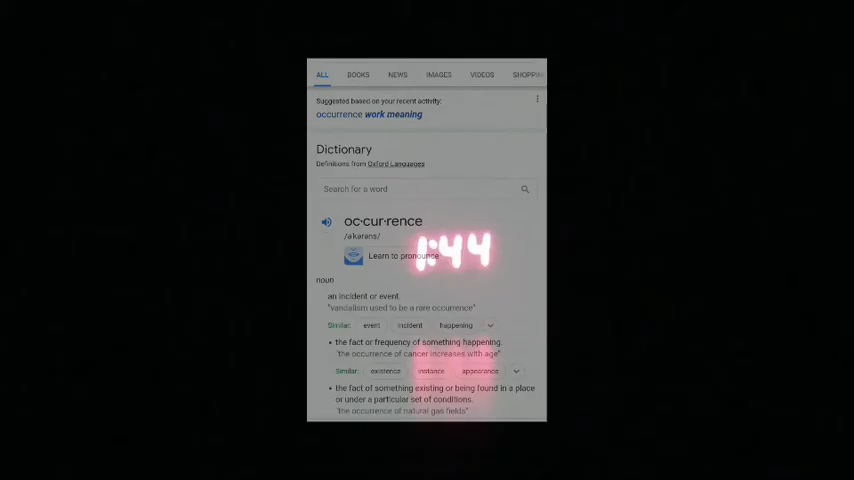 ALL BOOKS NEWS IMAGES VIDEOS SHOPPIN
Suggested based on your recent activity:
occurrence work meaning
Dictionary
Definitions from Oxford Languages
Search for a word
oc·cur·rence
/əˈkərəns/
1:44
Learn to pronounce
noun
an incident or event.
"vandalism used to be a rare occurrence"
Similar: event incident happening
• the fact or frequency of something happening.
"the occurrence of cancer increases with age"
Similar: existence instance appearance
• the fact of something existing or being found in a place
or under a particular set of conditions.
"the occurrence of natural gas fields"